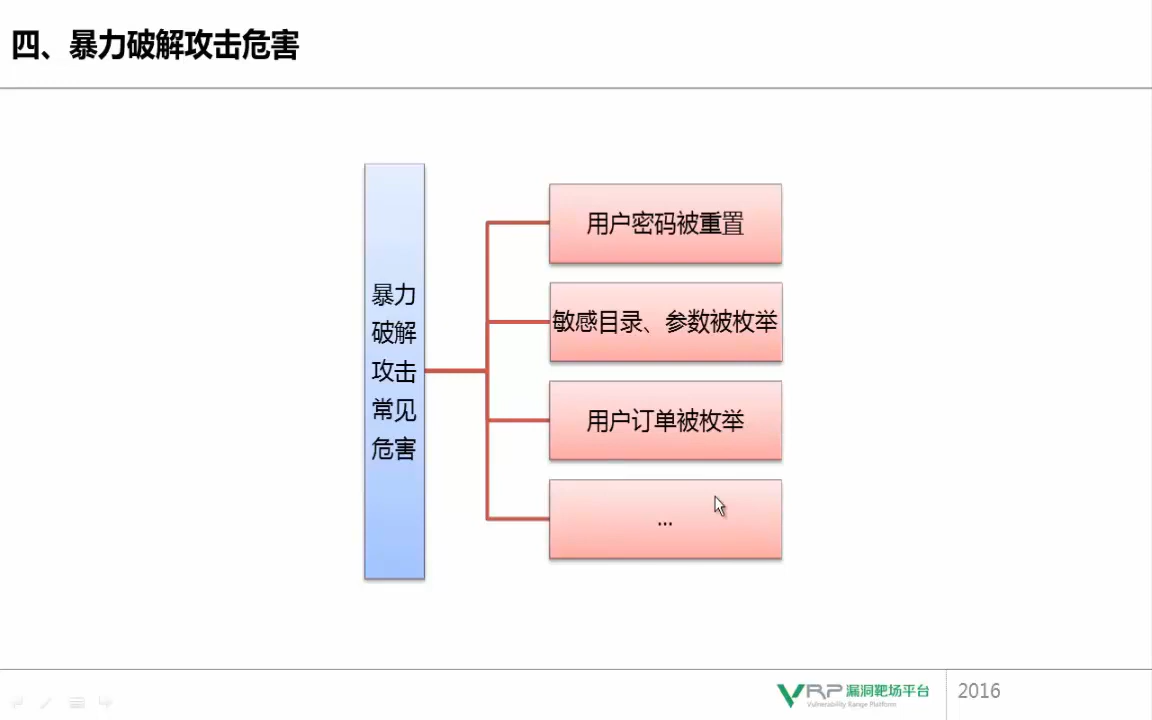 四、暴力破解攻击危害
暴力
破解
攻击
常见
危害
用户密码被重置
敏感目录、参数被枚举
用户订单被枚举
...
VRP 漏洞靶场平台
Vulnerability Range Platform
2016